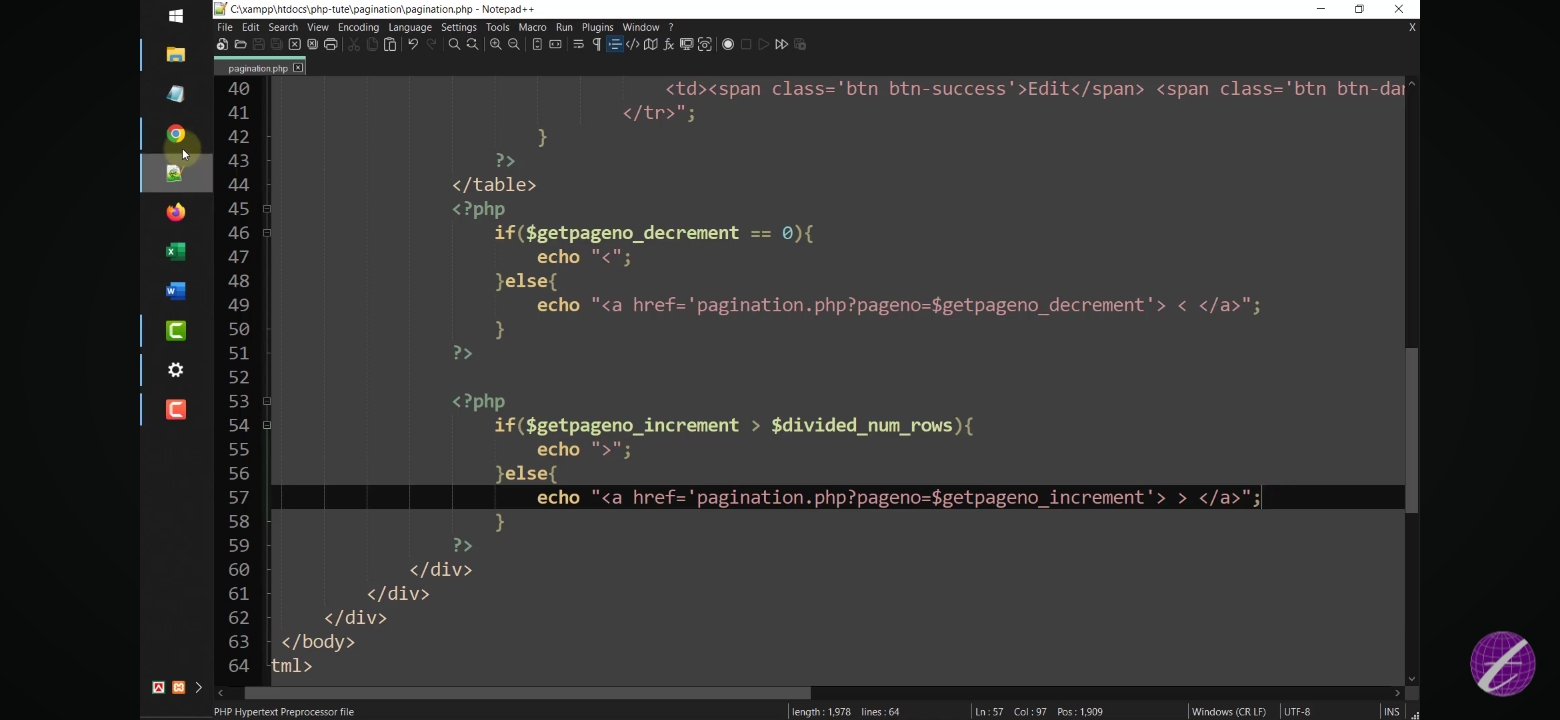 C:\xampp\htdocs\php-tute\pagination\pagination.php - Notepad++
File Edit Search View Encoding Language Settings Tools Macro Run Plugins Window ? X
pagination.php
40 <td><span class='btn btn-success'>Edit</span> <span class='btn btn-dar
41 </tr>";
42 }
43 ?>
44 </table>
45 <?php
46 if($getpageno_decrement == 0){
47 echo "<";
48 }else{
49 echo "<a href='pagination.php?pageno=$getpageno_decrement'> < </a>";
50 }
51 ?>
52
53 <?php
54 if($getpageno_increment > $divided_num_rows){
55 echo ">";
56 }else{
57 echo "<a href='pagination.php?pageno=$getpageno_increment'> > </a>";
58 }
59 ?>
60 </div>
61 </div>
62 </div>
63 </body>
64 tml>
PHP Hypertext Preprocessor file length : 1,978 lines : 64 Ln : 57 Col : 97 Pos : 1,909 Windows (CR LF) UTF-8 INS